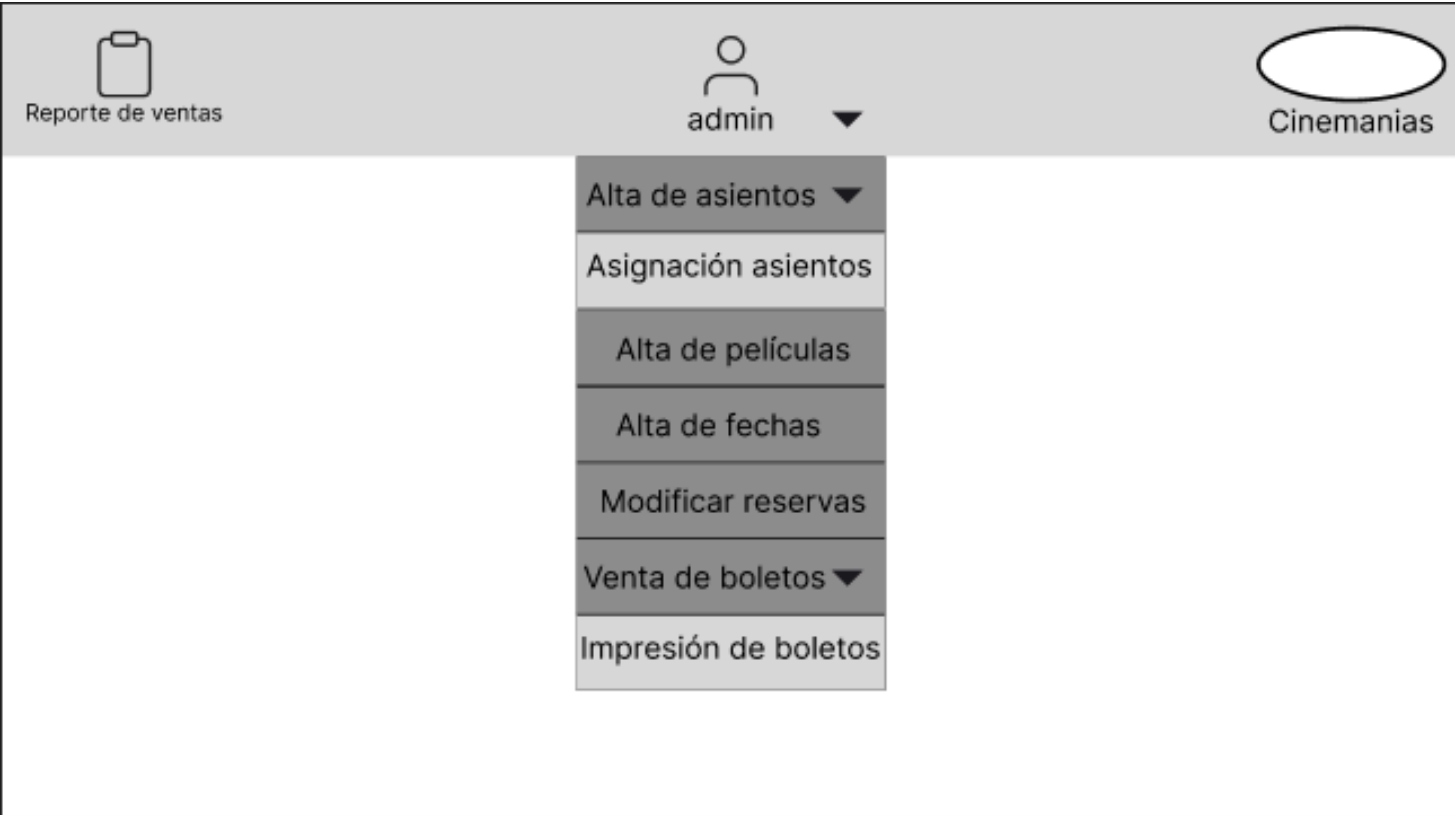 Reporte de ventas
admin
Cinemanias
Alta de asientos
Asignación asientos
Alta de películas
Alta de fechas
Modificar reservas
Venta de boletos
Impresión de boletos